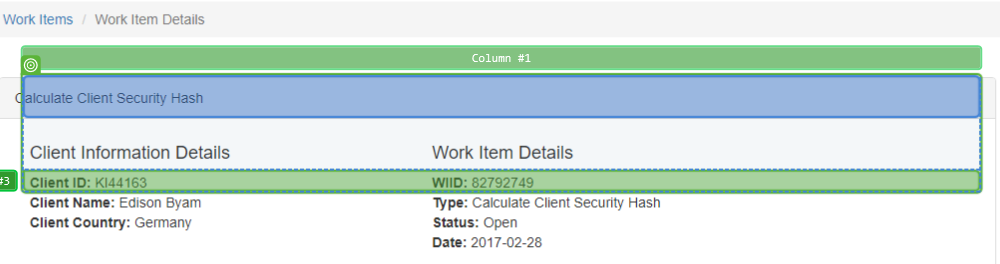 Work Items / Work Item Details
Column #1
Calculate Client Security Hash
Client Information Details
Client ID: KI44163
Client Name: Edison Byam
Client Country: Germany
Work Item Details
WIID: 82792749
Type: Calculate Client Security Hash
Status: Open
Date: 2017-02-28
#3